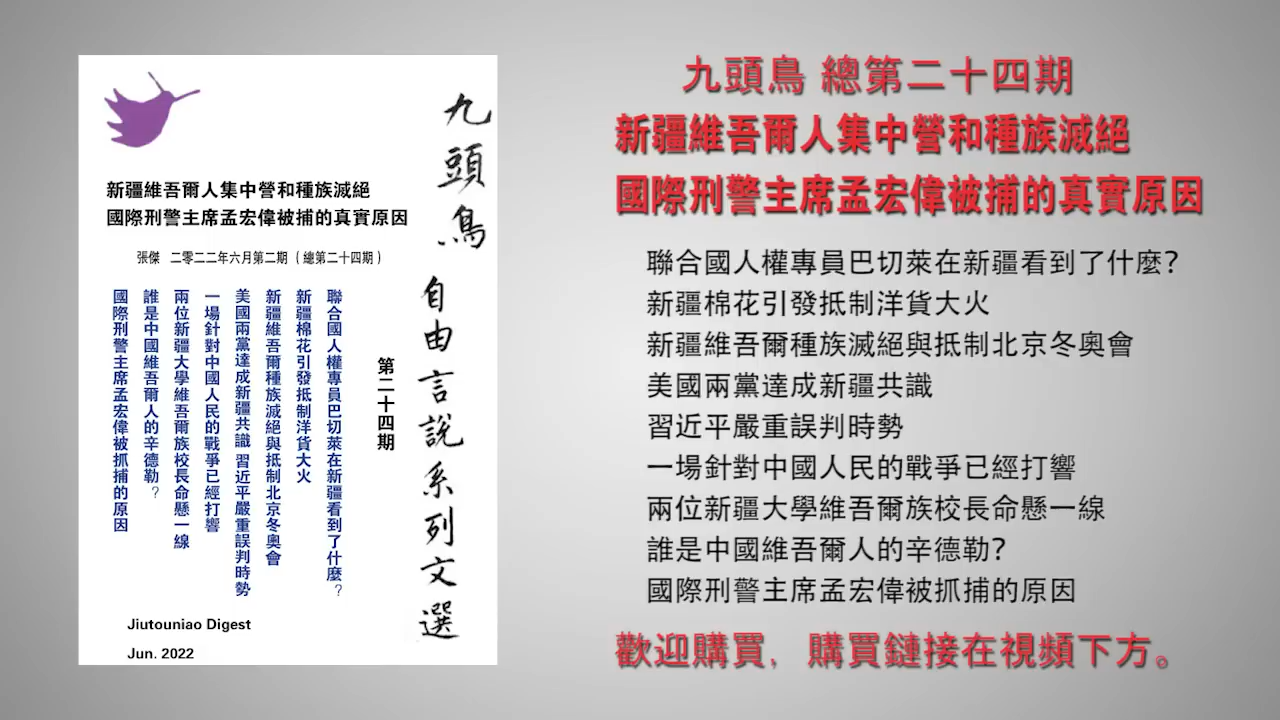 新疆維吾爾人集中營和種族滅絕
國際刑警主席孟宏偉被捕的真實原因
張傑 二零二二年六月第二期（總第二十四期）
九頭鳥
自由言說系列文選
第二十四期
聯合國人權專員巴切萊在新疆看到了什麼？
新疆棉花引發抵制洋貨大火
新疆維吾爾種族滅絕與抵制北京冬奧會
美國兩黨達成新疆共識 習近平嚴重誤判時勢
一場針對中國人民的戰爭已經打響
兩位新疆大學維吾爾族校長命懸一線
誰是中國維吾爾人的辛德勒？
國際刑警主席孟宏偉被抓捕的原因
Jiutouniao Digest
Jun. 2022
九頭鳥 總第二十四期
新疆維吾爾人集中營和種族滅絕
國際刑警主席孟宏偉被捕的真實原因
聯合國人權專員巴切萊在新疆看到了什麼？
新疆棉花引發抵制洋貨大火
新疆維吾爾種族滅絕與抵制北京冬奧會
美國兩黨達成新疆共識
習近平嚴重誤判時勢
一場針對中國人民的戰爭已經打響
兩位新疆大學維吾爾族校長命懸一線
誰是中國維吾爾人的辛德勒？
國際刑警主席孟宏偉被抓捕的原因
歡迎購買，購買鏈接在視頻下方。